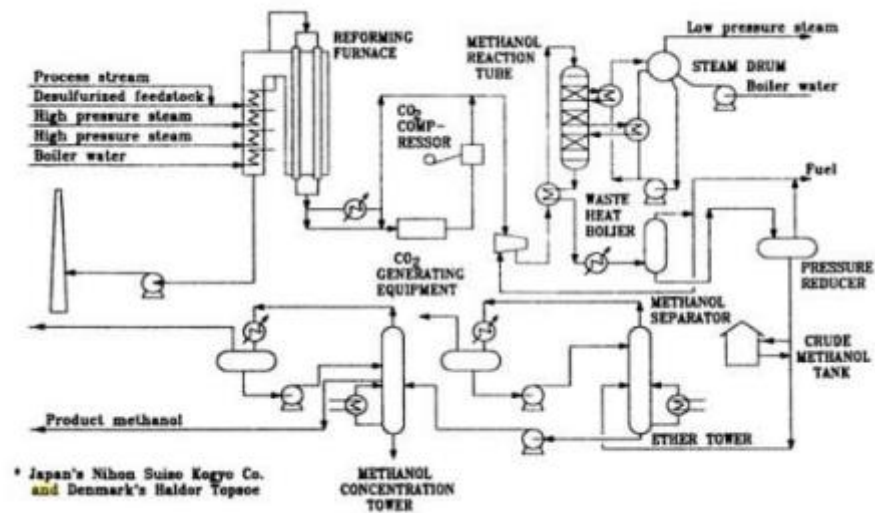 REFORMING
FURNACE
Process stream
Desulfurized feedstock
High pressure steam
High pressure steam
Boiler water
CO2
COMP-
RESSOR
CO2
GENERATING
EQUIPMENT
METHANOL
REACTION
TUBE
Low pressure steam
STEAM DRUM
Boiler water
Fuel
WASTE
HEAT
BOLIER
PRESSURE
REDUCER
METHANOL
SEPARATOR
CRUDE
METHANOL
TANK
ETHER TOWER
Product methanol
METHANOL
CONCENTRATION
TOWER
* Japan's Nihon Suiso Kogyo Co.
and Denmark's Haldor Topsoe